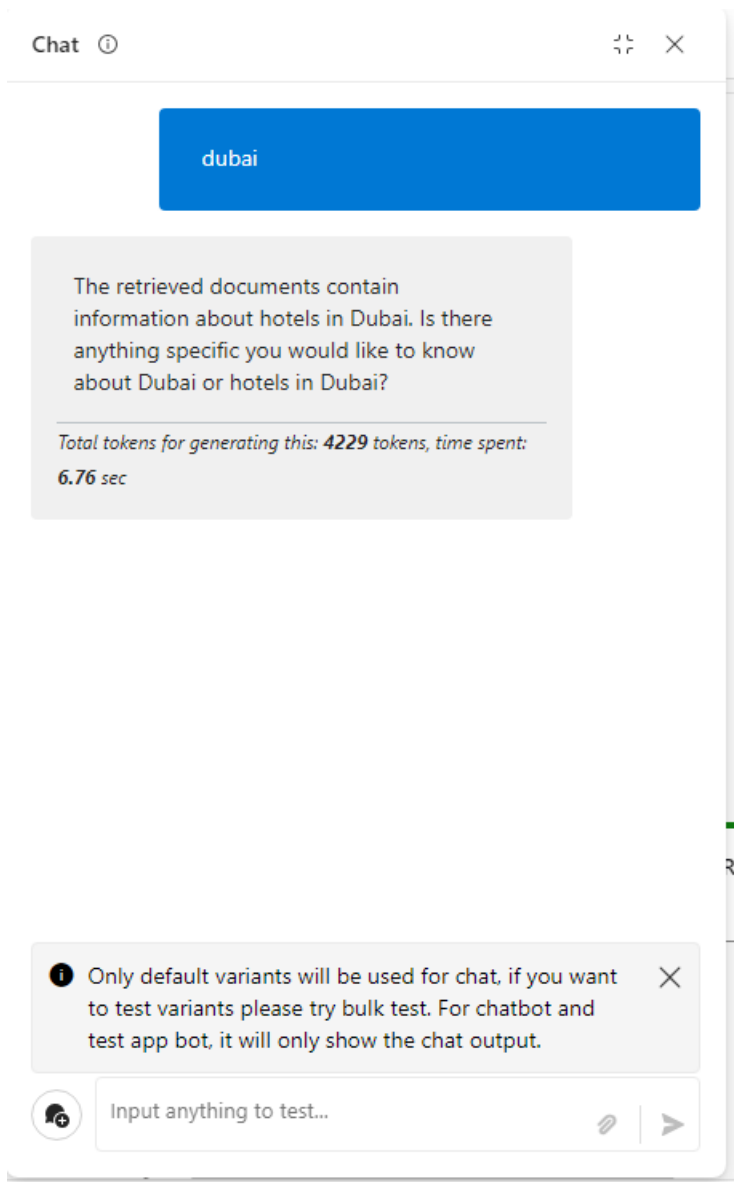 Chat
dubai
The retrieved documents contain
information about hotels in Dubai. Is there
anything specific you would like to know
about Dubai or hotels in Dubai?
Total tokens for generating this: 4229 tokens, time spent:
6.76 sec
R
Only default variants will be used for chat, if you want
to test variants please try bulk test. For chatbot and
test app bot, it will only show the chat output.
Input anything to test...